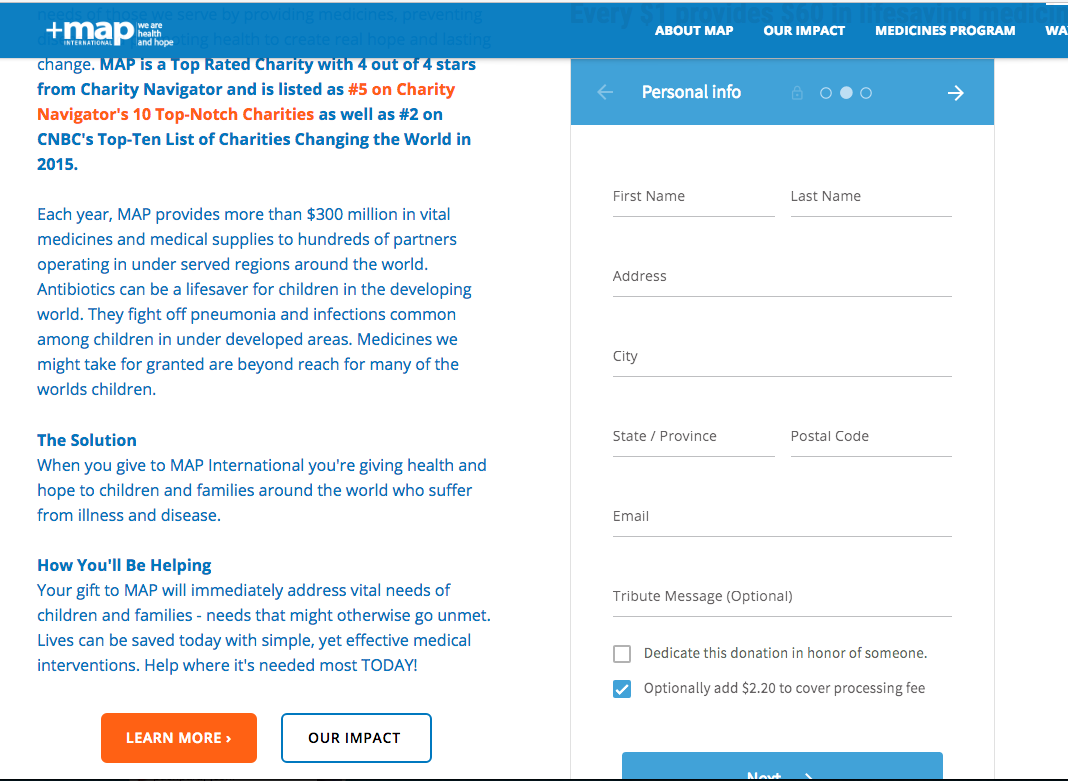 needs of those we serve by providing medicines, preventing
Every $1 provides $60 in lifesaving
+map
INTERNATIONAL
we are
health
and hope
ABOUT MAP
OUR IMPACT
MEDICINES PROGRAM
health to create real hope and lasting
change. MAP is a Top Rated Charity with 4 out of 4 stars
from Charity Navigator and is listed as #5 on Charity
Navigator's 10 Top-Notch Charities as well as #2 on
CNBC's Top-Ten List of Charities Changing the World in
2015.
Each year, MAP provides more than $300 million in vital
medicines and medical supplies to hundreds of partners
operating in under served regions around the world.
Antibiotics can be a lifesaver for children in the developing
world. They fight off pneumonia and infections common
among children in under developed areas. Medicines we
might take for granted are beyond reach for many of the
worlds children.
The Solution
When you give to MAP International you're giving health and
hope to children and families around the world who suffer
from illness and disease.
How You'll Be Helping
Your gift to MAP will immediately address vital needs of
children and families - needs that might otherwise go unmet.
Lives can be saved today with simple, yet effective medical
interventions. Help where it's needed most TODAY!
LEARN MORE ›
OUR IMPACT
Personal info
First Name
Last Name
Address
City
State / Province
Postal Code
Email
Tribute Message (Optional)
Dedicate this donation in honor of someone.
Optionally add $2.20 to cover processing fee
Next